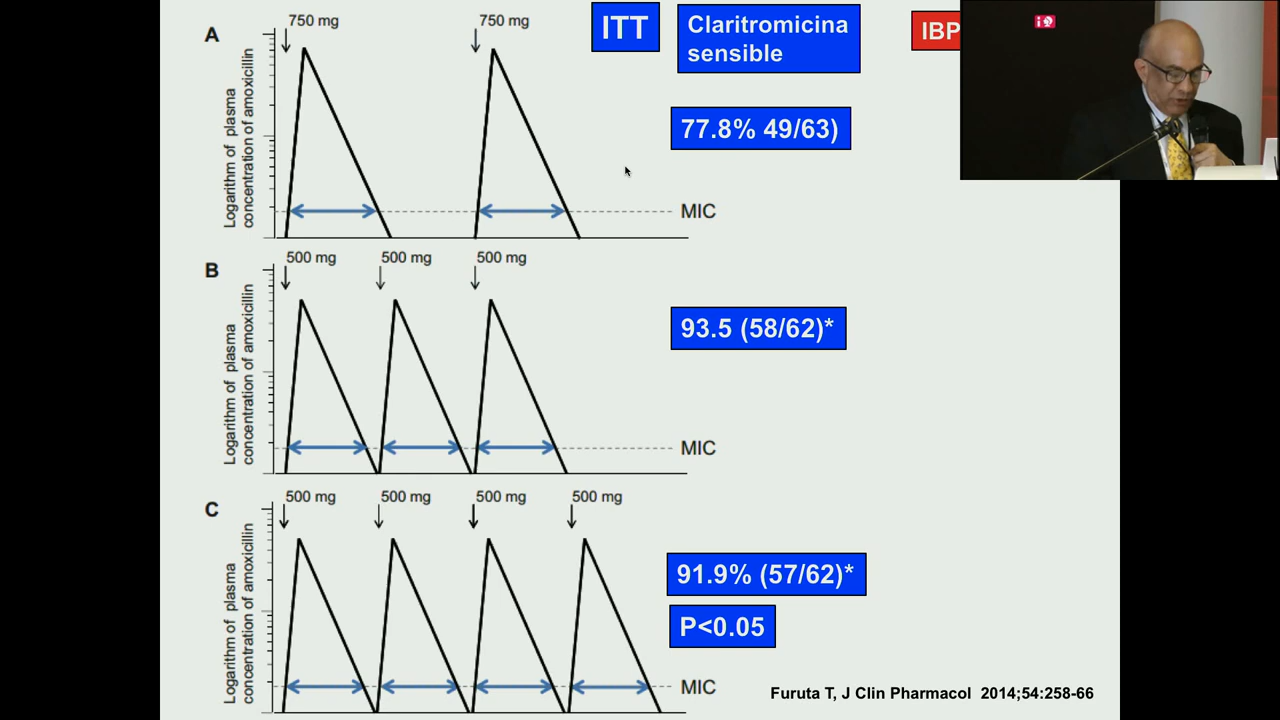 A
750 mg
750 mg
ITT
Claritromicina
sensible
IBP
Logarithm of plasma
concentration of amoxicillin
77.8% 49/63)
MIC
B
500 mg
500 mg
500 mg
Logarithm of plasma
concentration of amoxicillin
93.5 (58/62)*
MIC
C
500 mg
500 mg
500 mg
500 mg
Logarithm of plasma
concentration of amoxicillin
91.9% (57/62)*
P<0.05
MIC
Furuta T, J Clin Pharmacol 2014;54:258-66